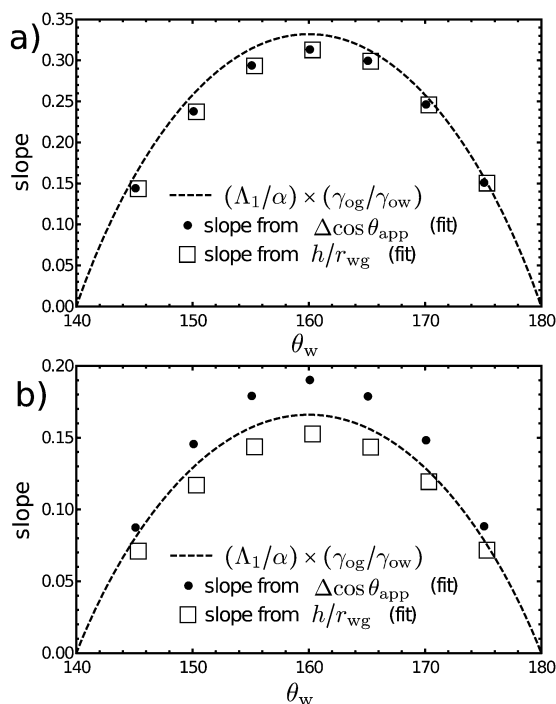 a)
0.35
0.30
0.25
0.20
0.15
0.10
0.05
0.00
slope
(Λ₁/α) × (γog/γow)
slope from Δcos θapp (fit)
slope from h/rwg (fit)
140 150 160 170 180
θw
b)
0.20
0.15
0.10
0.05
0.00
slope
(Λ₁/α) × (γog/γow)
slope from Δcos θapp (fit)
slope from h/rwg (fit)
140 150 160 170 180
θw